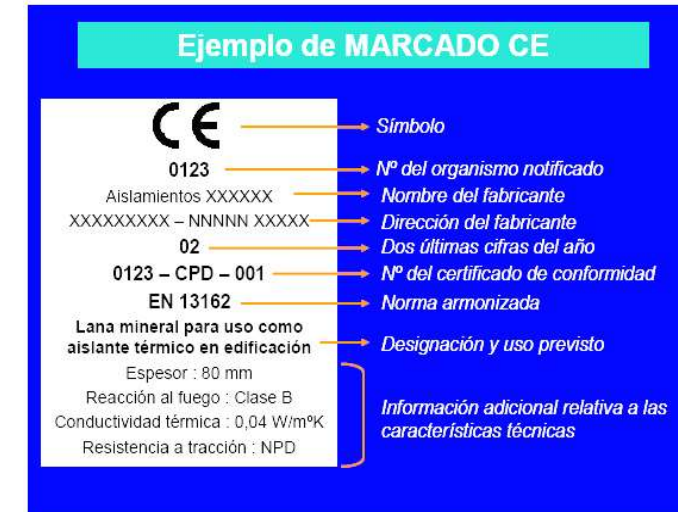 Ejemplo de MARCADO CE
CE
Símbolo
0123
Nº del organismo notificado
Aislamientos XXXXXX
Nombre del fabricante
XXXXXXXXX – NNNNN XXXXX
Dirección del fabricante
02
Dos últimas cifras del año
0123 – CPD – 001
Nº del certificado de conformidad
EN 13162
Norma armonizada
Lana mineral para uso como
aislante térmico en edificación
Designación y uso previsto
Espesor : 80 mm
Reacción al fuego : Clase B
Conductividad térmica : 0,04 W/mºK
Resistencia a tracción : NPD
Información adicional relativa a las
características técnicas